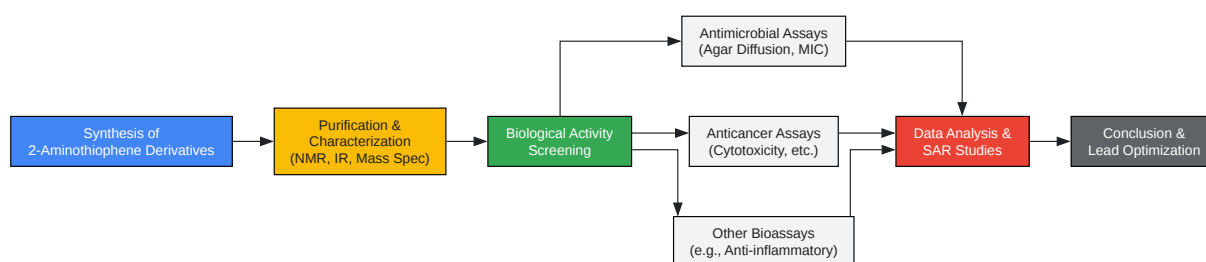 Synthesis of
2-Aminothiophene Derivatives
Purification &
Characterization
(NMR, IR, Mass Spec)
Biological Activity
Screening
Antimicrobial Assays
(Agar Diffusion, MIC)
Anticancer Assays
(Cytotoxicity, etc.)
Other Bioassays
(e.g., Anti-inflammatory)
Data Analysis &
SAR Studies
Conclusion &
Lead Optimization